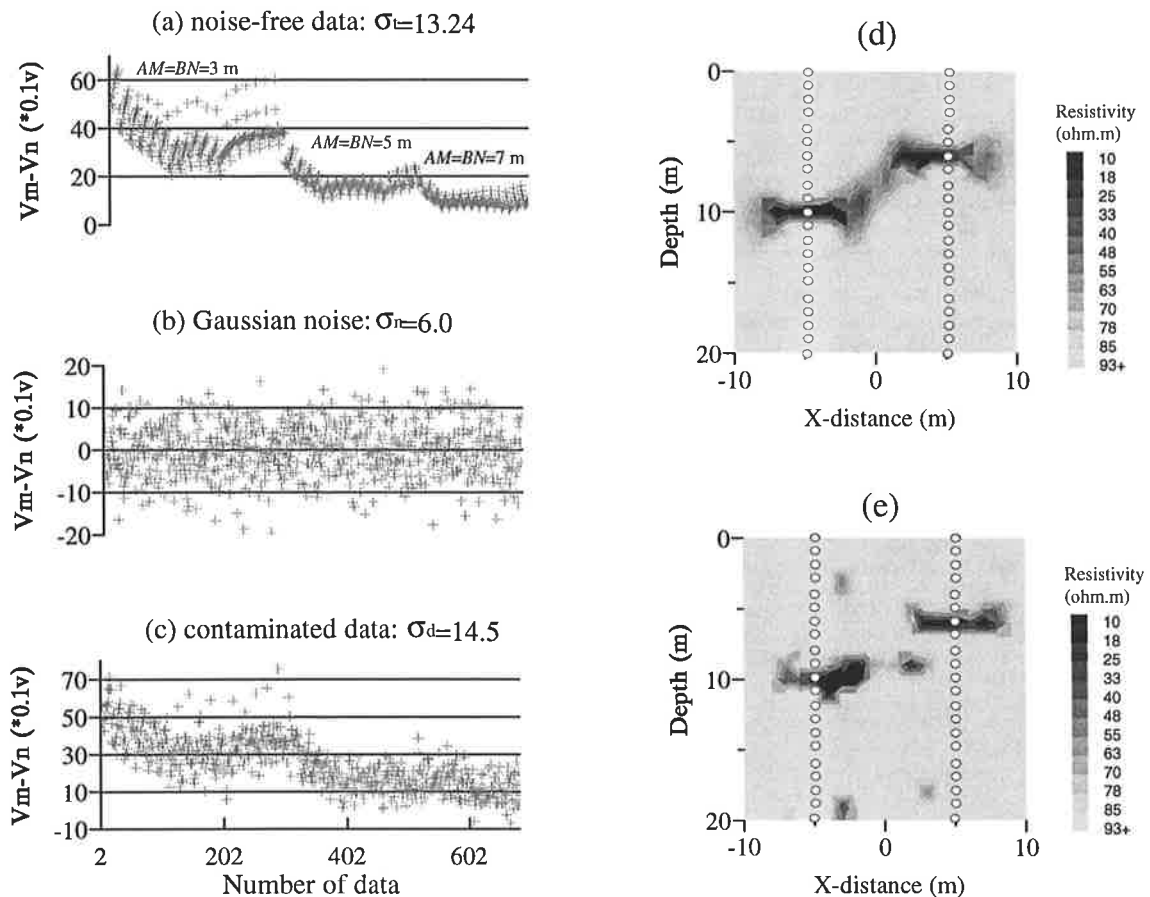 (a) noise-free data: σt=13.24
Vm-Vn (*0.1v)
60
40
20
0
AM=BN=3 m
AM=BN=5 m
AM=BN=7 m
(b) Gaussian noise: σn=6.0
Vm-Vn (*0.1v)
20
10
0
-10
-20
(c) contaminated data: σd=14.5
Vm-Vn (*0.1v)
70
50
30
10
-10
2 202 402 602
Number of data
(d)
Depth (m)
0
10
20
-10 0 10
X-distance (m)
Resistivity
(ohm.m)
10
18
25
33
40
48
55
63
70
78
85
93+
(e)
Depth (m)
0
10
20
-10 0 10
X-distance (m)
Resistivity
(ohm.m)
10
18
25
33
40
48
55
63
70
78
85
93+